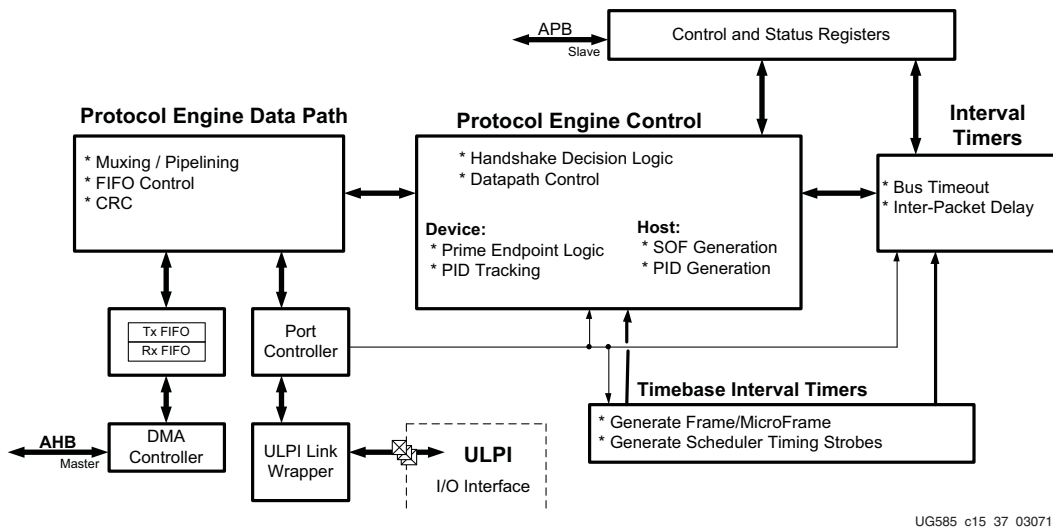 APB
Slave
Control and Status Registers
Protocol Engine Data Path
* Muxing / Pipelining
* FIFO Control
* CRC
Protocol Engine Control
* Handshake Decision Logic
* Datapath Control
Device:
* Prime Endpoint Logic
* PID Tracking
Host:
* SOF Generation
* PID Generation
Interval
Timers
* Bus Timeout
* Inter-Packet Delay
Tx FIFO
Rx FIFO
Port
Controller
Timebase Interval Timers
* Generate Frame/MicroFrame
* Generate Scheduler Timing Strobes
AHB
Master
DMA
Controller
ULPI Link
Wrapper
ULPI
I/O Interface
UG585_c15_37_03071